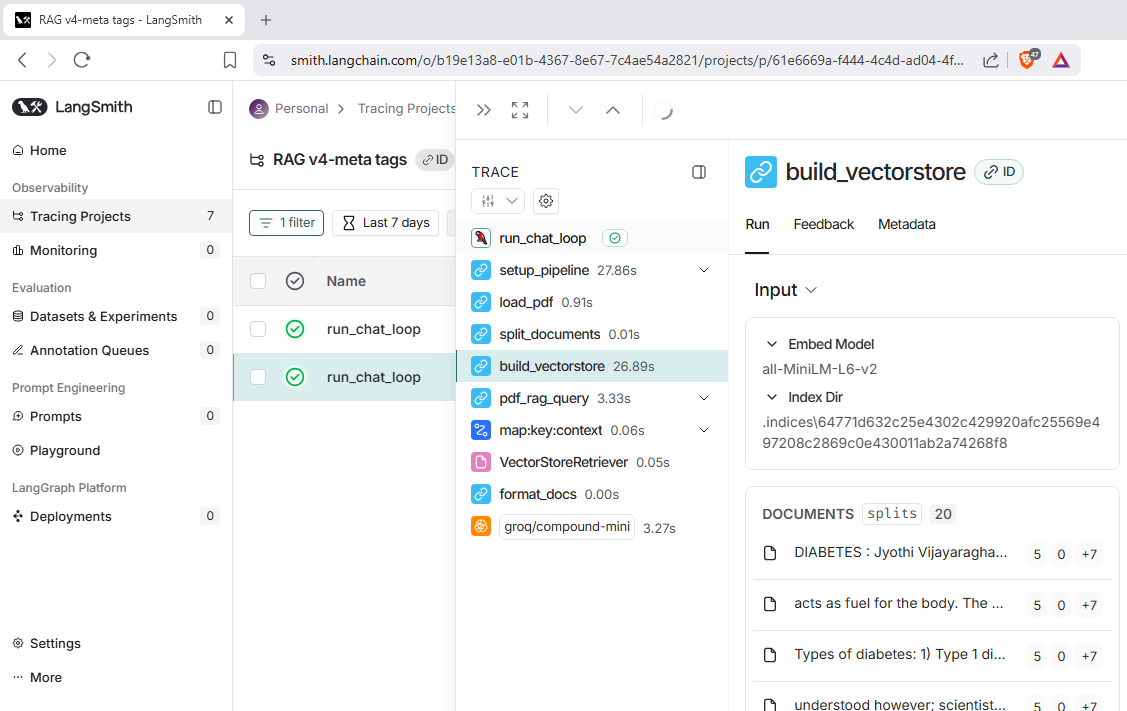 RAG v4-meta tags - LangSmith
smith.langchain.com/o/b19e13a8-e01b-4367-8e67-7c4ae54a2821/projects/p/61e6669a-f444-4c4d-ad04-4f...
47
LangSmith
Home
Observability
Tracing Projects 7
Monitoring 0
Evaluation
Datasets & Experiments 0
Annotation Queues 0
Prompt Engineering
Prompts 0
Playground
LangGraph Platform
Deployments 0
Settings
More
Personal > Tracing Projects
RAG v4-meta tags ID
1 filter Last 7 days
Name
run_chat_loop
run_chat_loop
TRACE
run_chat_loop
setup_pipeline 27.86s
load_pdf 0.91s
split_documents 0.01s
build_vectorstore 26.89s
pdf_rag_query 3.33s
map:key:context 0.06s
VectorStoreRetriever 0.05s
format_docs 0.00s
groq/compound-mini 3.27s
build_vectorstore ID
Run Feedback Metadata
Input
Embed Model
all-MiniLM-L6-v2
Index Dir
.indices\64771d632c25e4302c429920afc25569e4
97208c2869c0e430011ab2a74268f8
DOCUMENTS splits 20
DIABETES : Jyothi Vijayaragha... 5 0 +7
acts as fuel for the body. The ... 5 0 +7
Types of diabetes: 1) Type 1 di... 5 0 +7
understood however; scientist... 5 0 +7